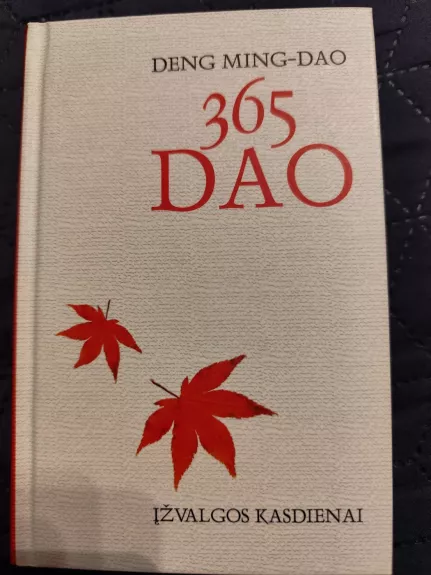 DENG MING-DAO
365
DAO
ĮŽVALGOS KASDIENAI